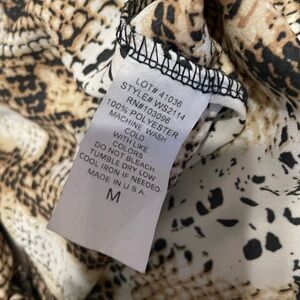 LOT# 41036
STYLE# WS2114
RN#103096
100% POLYESTER
MACHINE WASH
COLD
WITH LIKE
COLORS
DO NOT BLEACH
TUMBLE DRY LOW
COOL IRON IF NEEDED
MADE IN U.S.A.
M